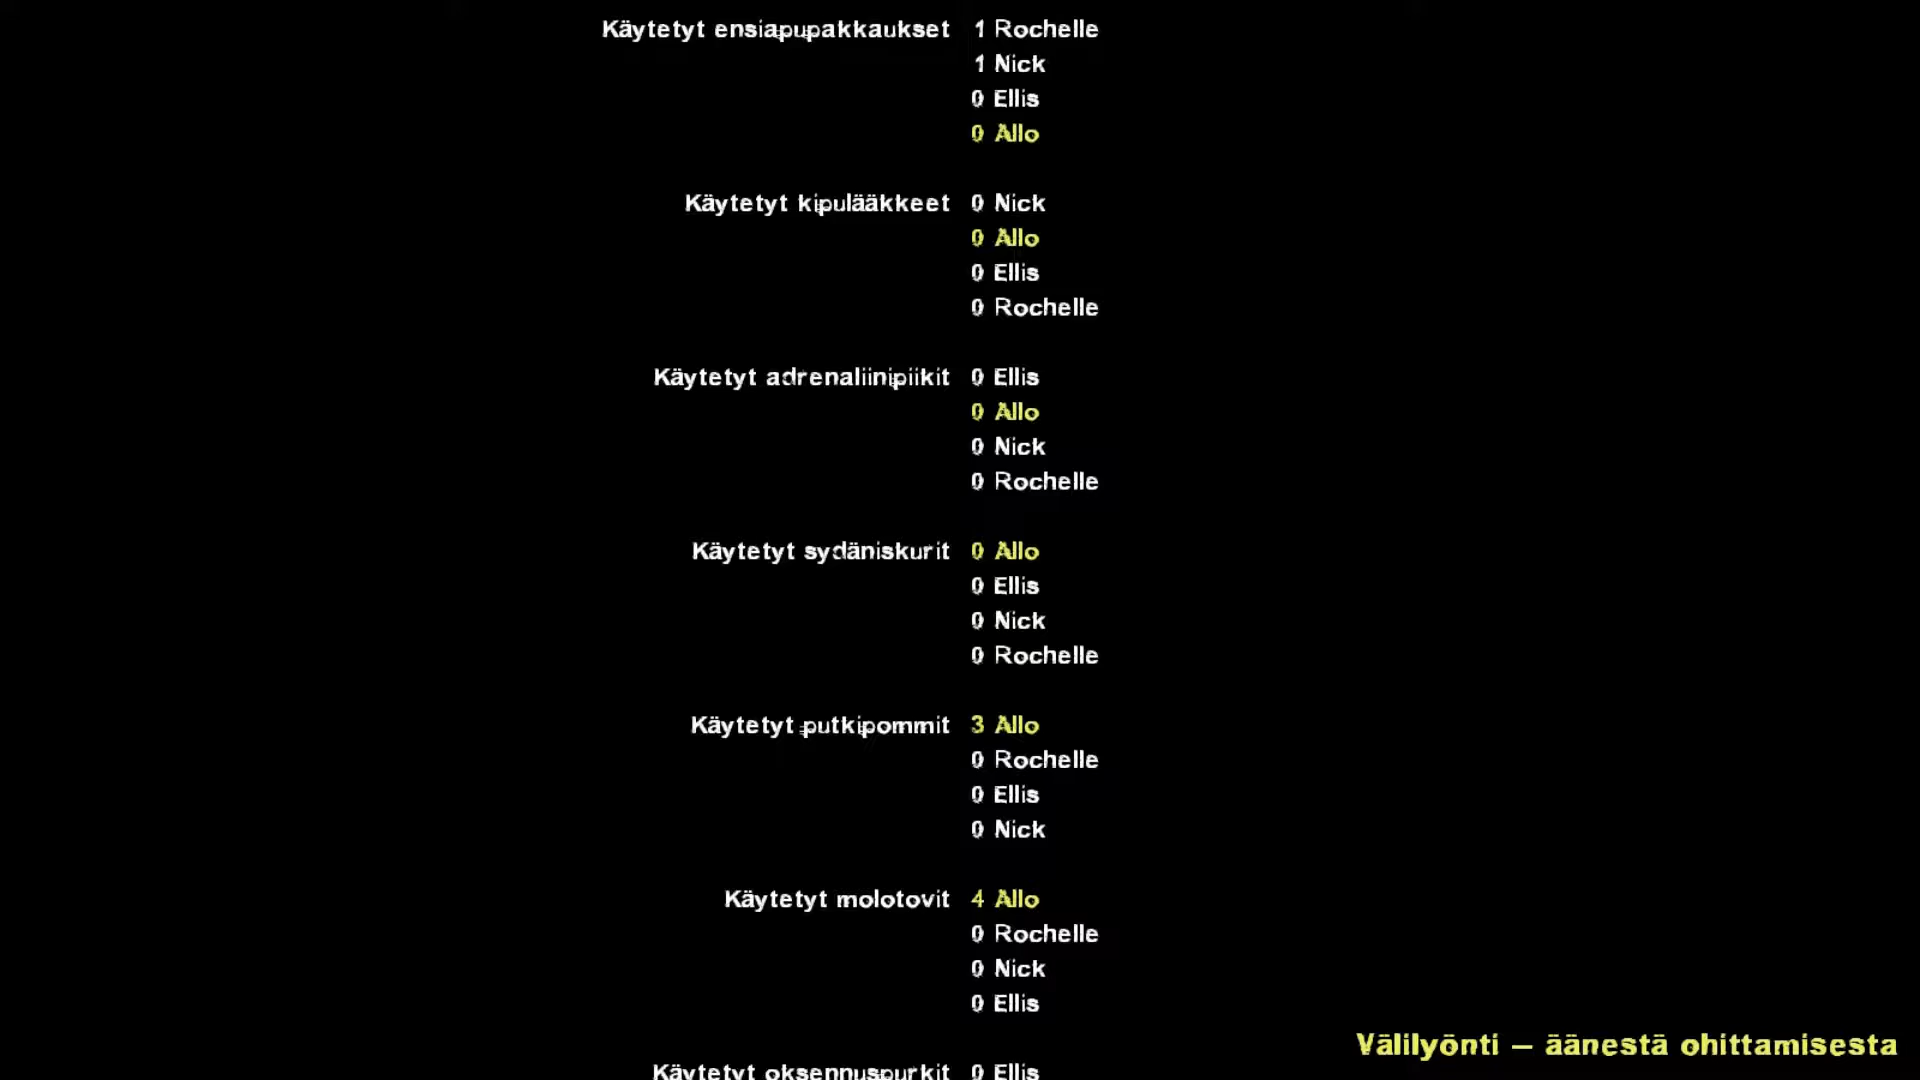 Käytetyt ensiapupakkaukset 1 Rochelle
1 Nick
0 Ellis
0 Allo
Käytetyt kipulääkkeet 0 Nick
0 Allo
0 Ellis
0 Rochelle
Käytetyt adrenaliinipiikit 0 Ellis
0 Allo
0 Nick
0 Rochelle
Käytetyt sydäniskurit 0 Allo
0 Ellis
0 Nick
0 Rochelle
Käytetyt putkipommit 3 Allo
0 Rochelle
0 Ellis
0 Nick
Käytetyt molotovit 4 Allo
0 Rochelle
0 Nick
0 Ellis
Välilyönti – äänestä ohittamisesta
Käytetyt oksennuspurkit 0 Ellis